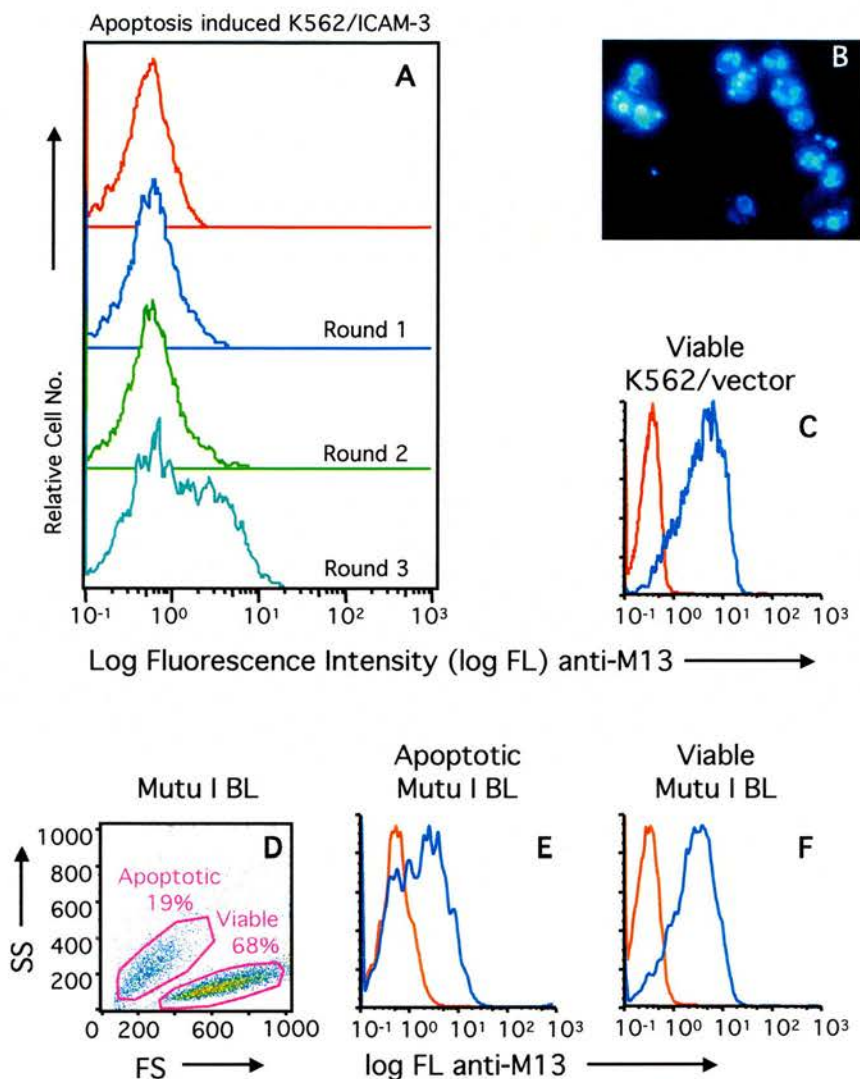 Apoptosis induced K562/ICAM-3
A
Relative Cell No.
Round 1
Round 2
Round 3
10-1 100 101 102 103
Log Fluorescence Intensity (log FL) anti-M13
B
Viable
K562/vector
C
10-1 100 101 102 103
Mutu I BL
D
1000
800
600
400
200
0 200 600 1000
SS
FS
Apoptotic
19%
Viable
68%
Apoptotic
Mutu I BL
E
10-1 100 101 102 103
Viable
Mutu I BL
F
10-1 100 101 102 103
log FL anti-M13